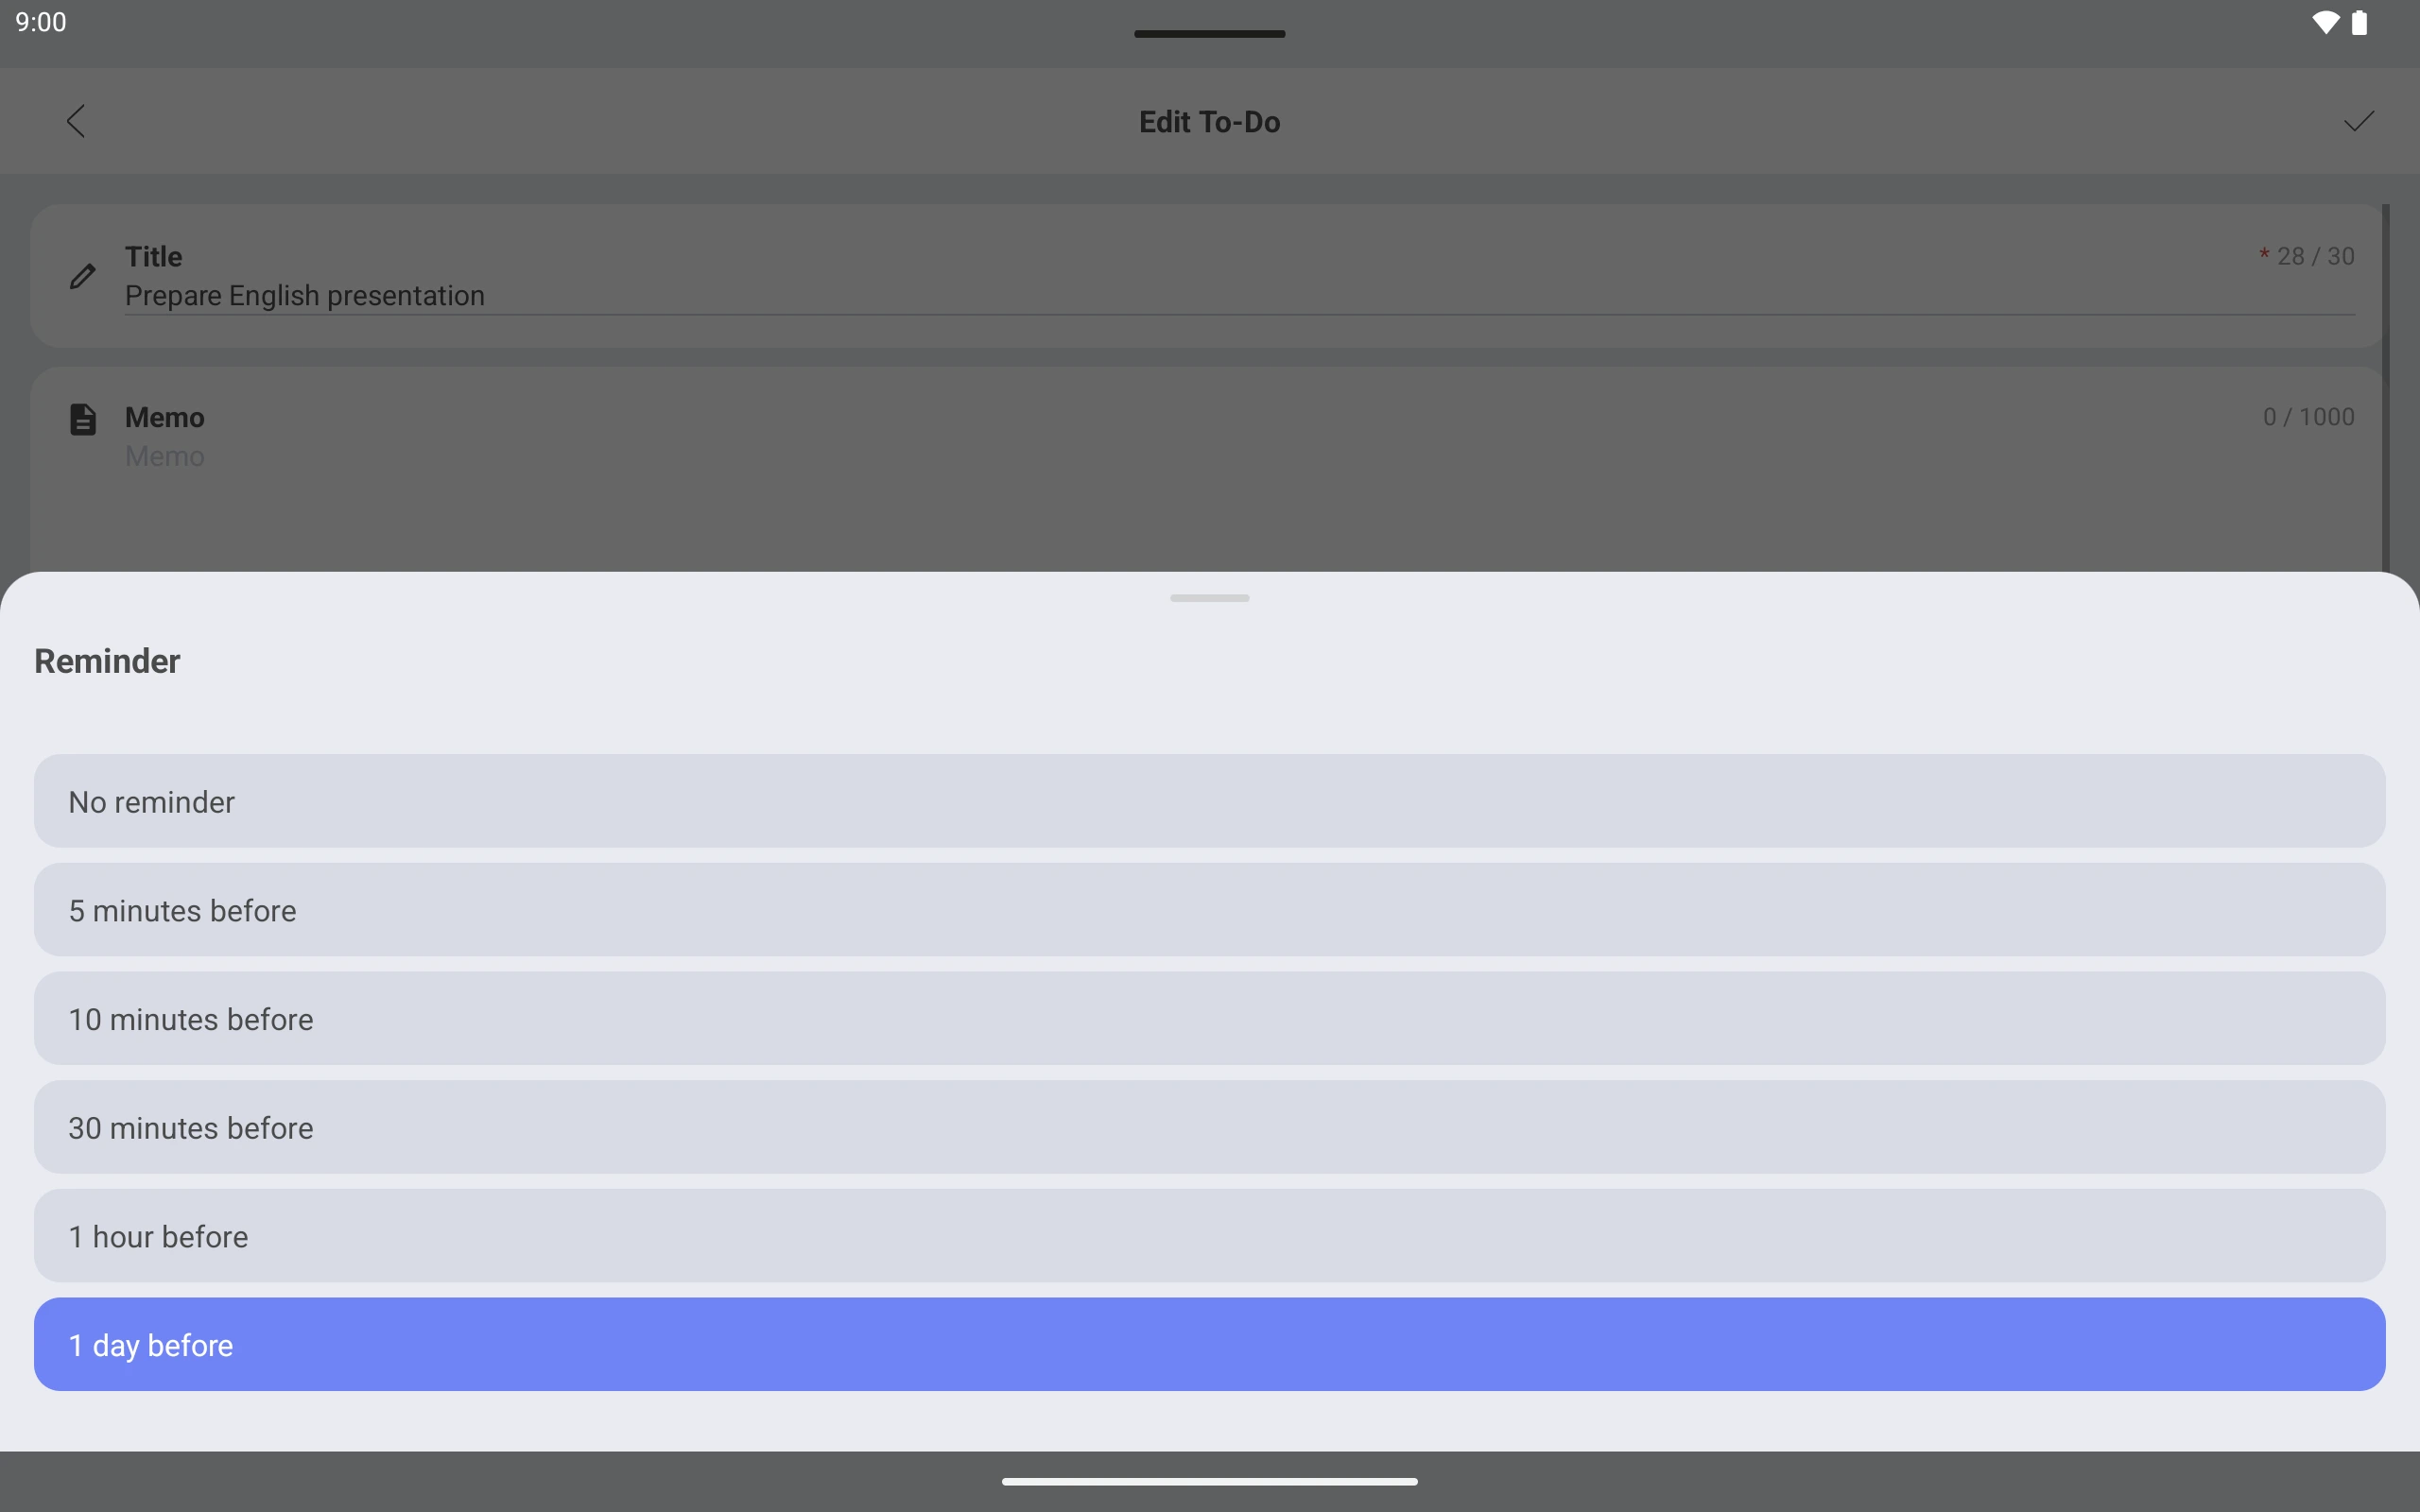 9:00
Edit To-Do
Title
* 28 / 30
Prepare English presentation
Memo
0 / 1000
Memo
Reminder
No reminder
5 minutes before
10 minutes before
30 minutes before
1 hour before
1 day before